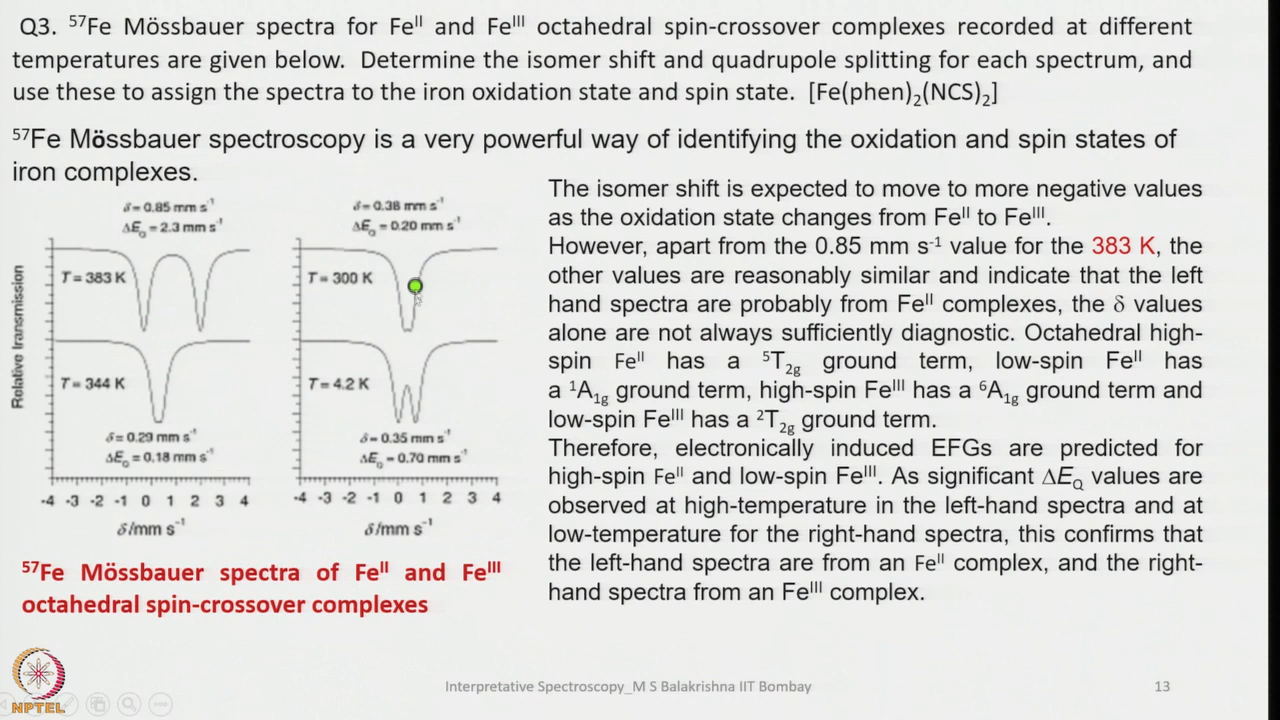 Q3. ⁵⁷Fe Mössbauer spectra for Feᴵᴵ and Feᴵᴵᴵ octahedral spin-crossover complexes recorded at different
temperatures are given below. Determine the isomer shift and quadrupole splitting for each spectrum, and
use these to assign the spectra to the iron oxidation state and spin state. [Fe(phen)₂(NCS)₂]
⁵⁷Fe Mössbauer spectroscopy is a very powerful way of identifying the oxidation and spin states of
iron complexes.
δ= 0.85 mm s⁻¹
ΔE_Q = 2.3 mm s⁻¹
T = 383 K
T = 344 K
δ= 0.29 mm s⁻¹
ΔE_Q = 0.18 mm s⁻¹
Relative transmission
-4 -3 -2 -1 0 1 2 3 4
δ/mm s⁻¹
δ= 0.38 mm s⁻¹
ΔE_Q = 0.20 mm s⁻¹
T = 300 K
T = 4.2 K
δ= 0.35 mm s⁻¹
ΔE_Q = 0.70 mm s⁻¹
-4 -3 -2 -1 0 1 2 3 4
δ/mm s⁻¹
⁵⁷Fe Mössbauer spectra of Feᴵᴵ and Feᴵᴵᴵ
octahedral spin-crossover complexes
The isomer shift is expected to move to more negative values
as the oxidation state changes from Feᴵᴵ to Feᴵᴵᴵ.
However, apart from the 0.85 mm s⁻¹ value for the 383 K, the
other values are reasonably similar and indicate that the left
hand spectra are probably from Feᴵᴵ complexes, the δ values
alone are not always sufficiently diagnostic. Octahedral high-
spin Feᴵᴵ has a ⁵T₂g ground term, low-spin Feᴵᴵ has
a ¹A₁g ground term, high-spin Feᴵᴵᴵ has a ⁶A₁g ground term and
low-spin Feᴵᴵᴵ has a ²T₂g ground term.
Therefore, electronically induced EFGs are predicted for
high-spin Feᴵᴵ and low-spin Feᴵᴵᴵ. As significant ΔE_Q values are
observed at high-temperature in the left-hand spectra and at
low-temperature for the right-hand spectra, this confirms that
the left-hand spectra are from an Feᴵᴵ complex, and the right-
hand spectra from an Feᴵᴵᴵ complex.
NPTEL
Interpretative Spectroscopy_M S Balakrishna IIT Bombay
13